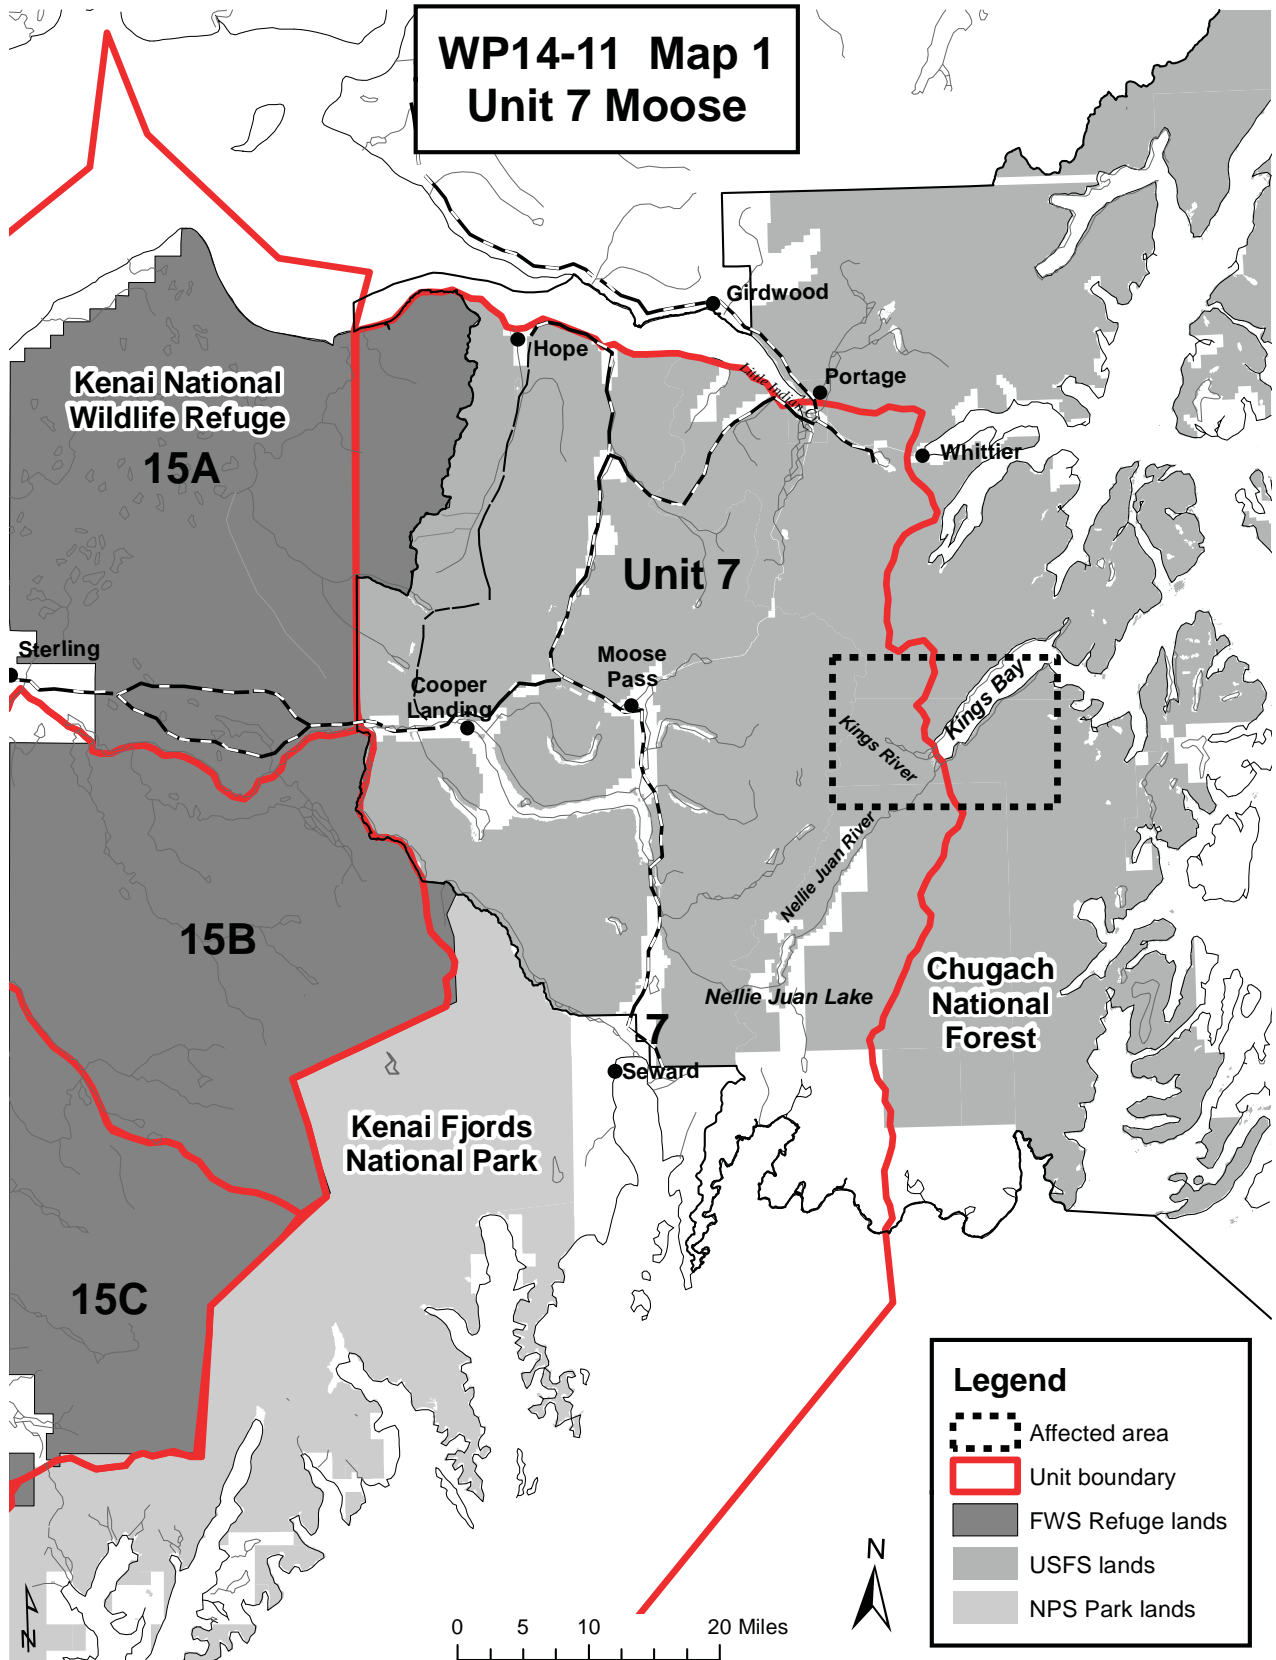 WP14-11 Map 1
Unit 7 Moose
Girdwood
Hope
Portage
Little Indian C
Kenai National
Wildlife Refuge
15A
Whittier
Unit 7
Sterling
Moose
Pass
Cooper
Landing
Kings Bay
Kings River
Nellie Juan River
15B
Chugach
National
Forest
Nellie Juan Lake
7
Seward
Kenai Fjords
National Park
15C
Legend
Affected area
Unit boundary
FWS Refuge lands
USFS lands
NPS Park lands
N
N
0 5 10 20 Miles